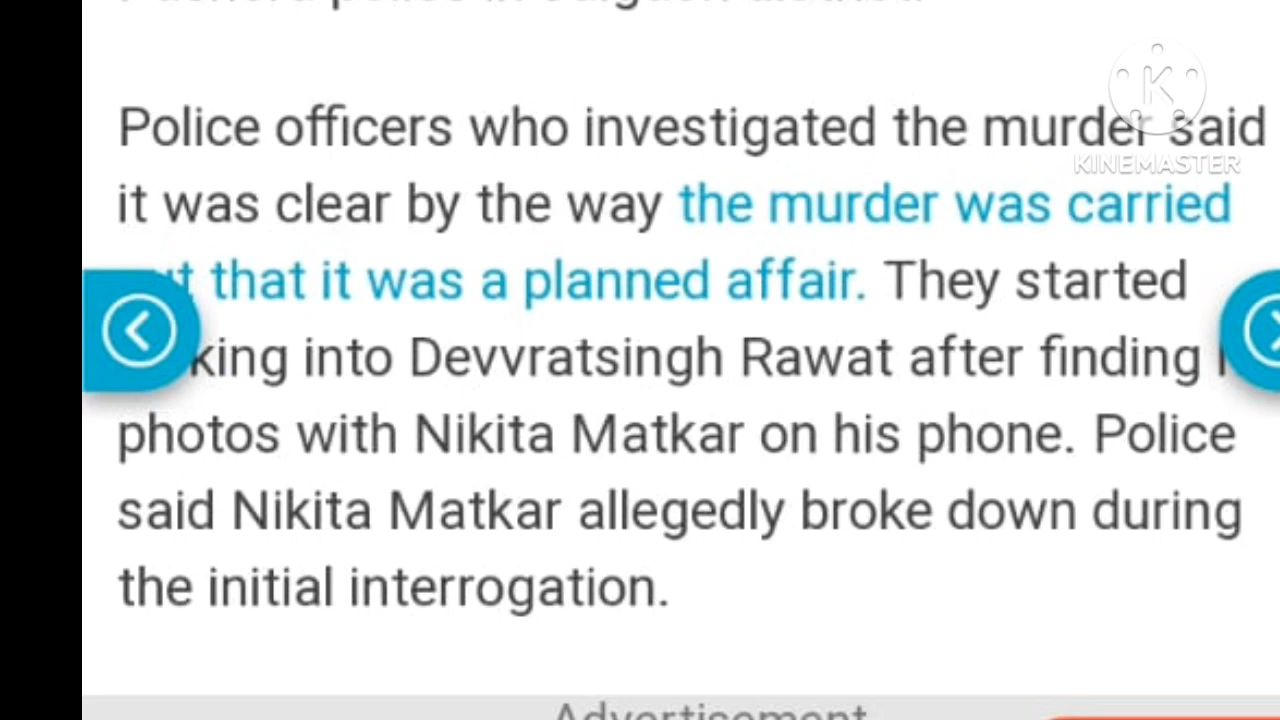 Police officers who investigated the murder said
it was clear by the way the murder was carried
that it was a planned affair. They started
into Devvratsingh Rawat after finding
photos with Nikita Matkar on his phone. Police
said Nikita Matkar allegedly broke down during
the initial interrogation.
Advertisement
K
KINEMASTER